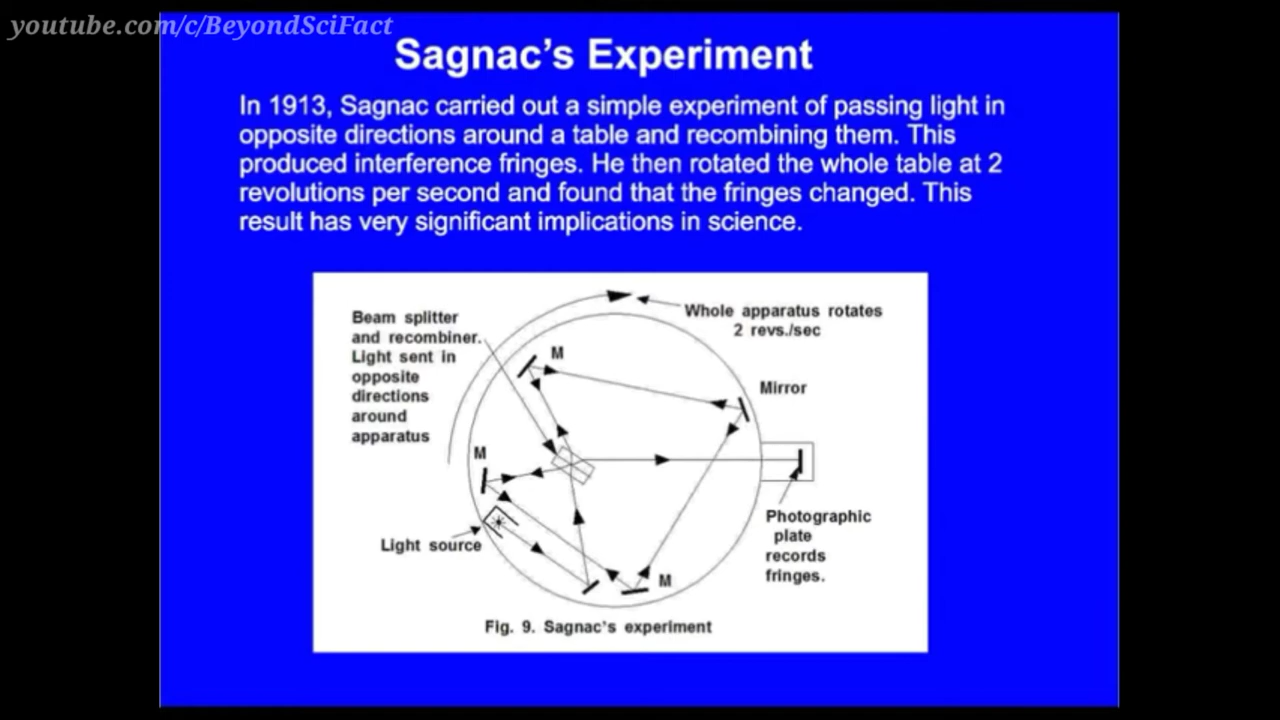 youtube.com/c/BeyondSciFact
Sagnac's Experiment
In 1913, Sagnac carried out a simple experiment of passing light in
opposite directions around a table and recombining them. This
produced interference fringes. He then rotated the whole table at 2
revolutions per second and found that the fringes changed. This
result has very significant implications in science.
Beam splitter
and recombiner.
Light sent in
opposite
directions
around
apparatus
Whole apparatus rotates
2 revs./sec
M
Mirror
M
Light source
M
Photographic
plate
records
fringes.
Fig. 9. Sagnac's experiment